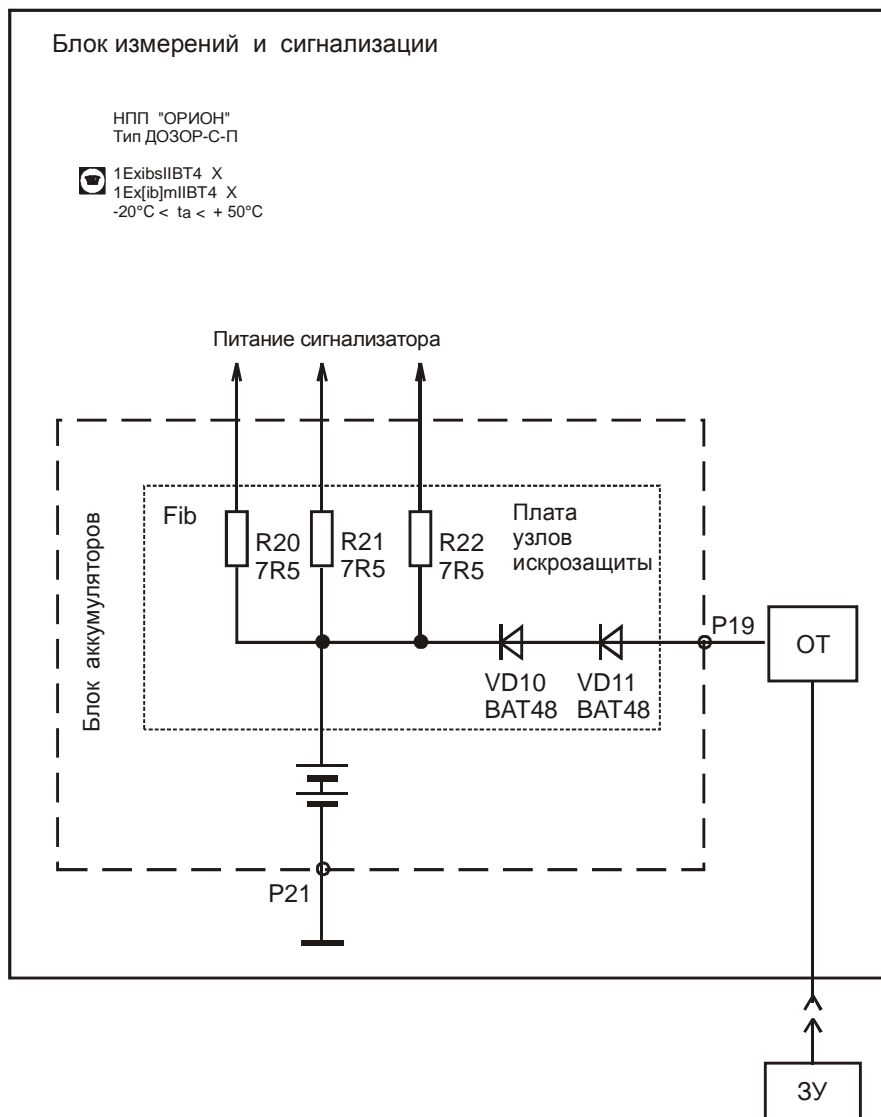 Блок измерений и сигнализации
НПП "ОРИОН"
Тип ДОЗОР-С-П
1ExibsIIBT4 X
1Ex[ib]mIIBT4 X
-20°C < ta < + 50°C
Питание сигнализатора
Блок аккумуляторов
Fib
R20
7R5
R21
7R5
R22
7R5
Плата
узлов
искрозащиты
P19
ОТ
VD10
BAT48
VD11
BAT48
P21
ЗУ